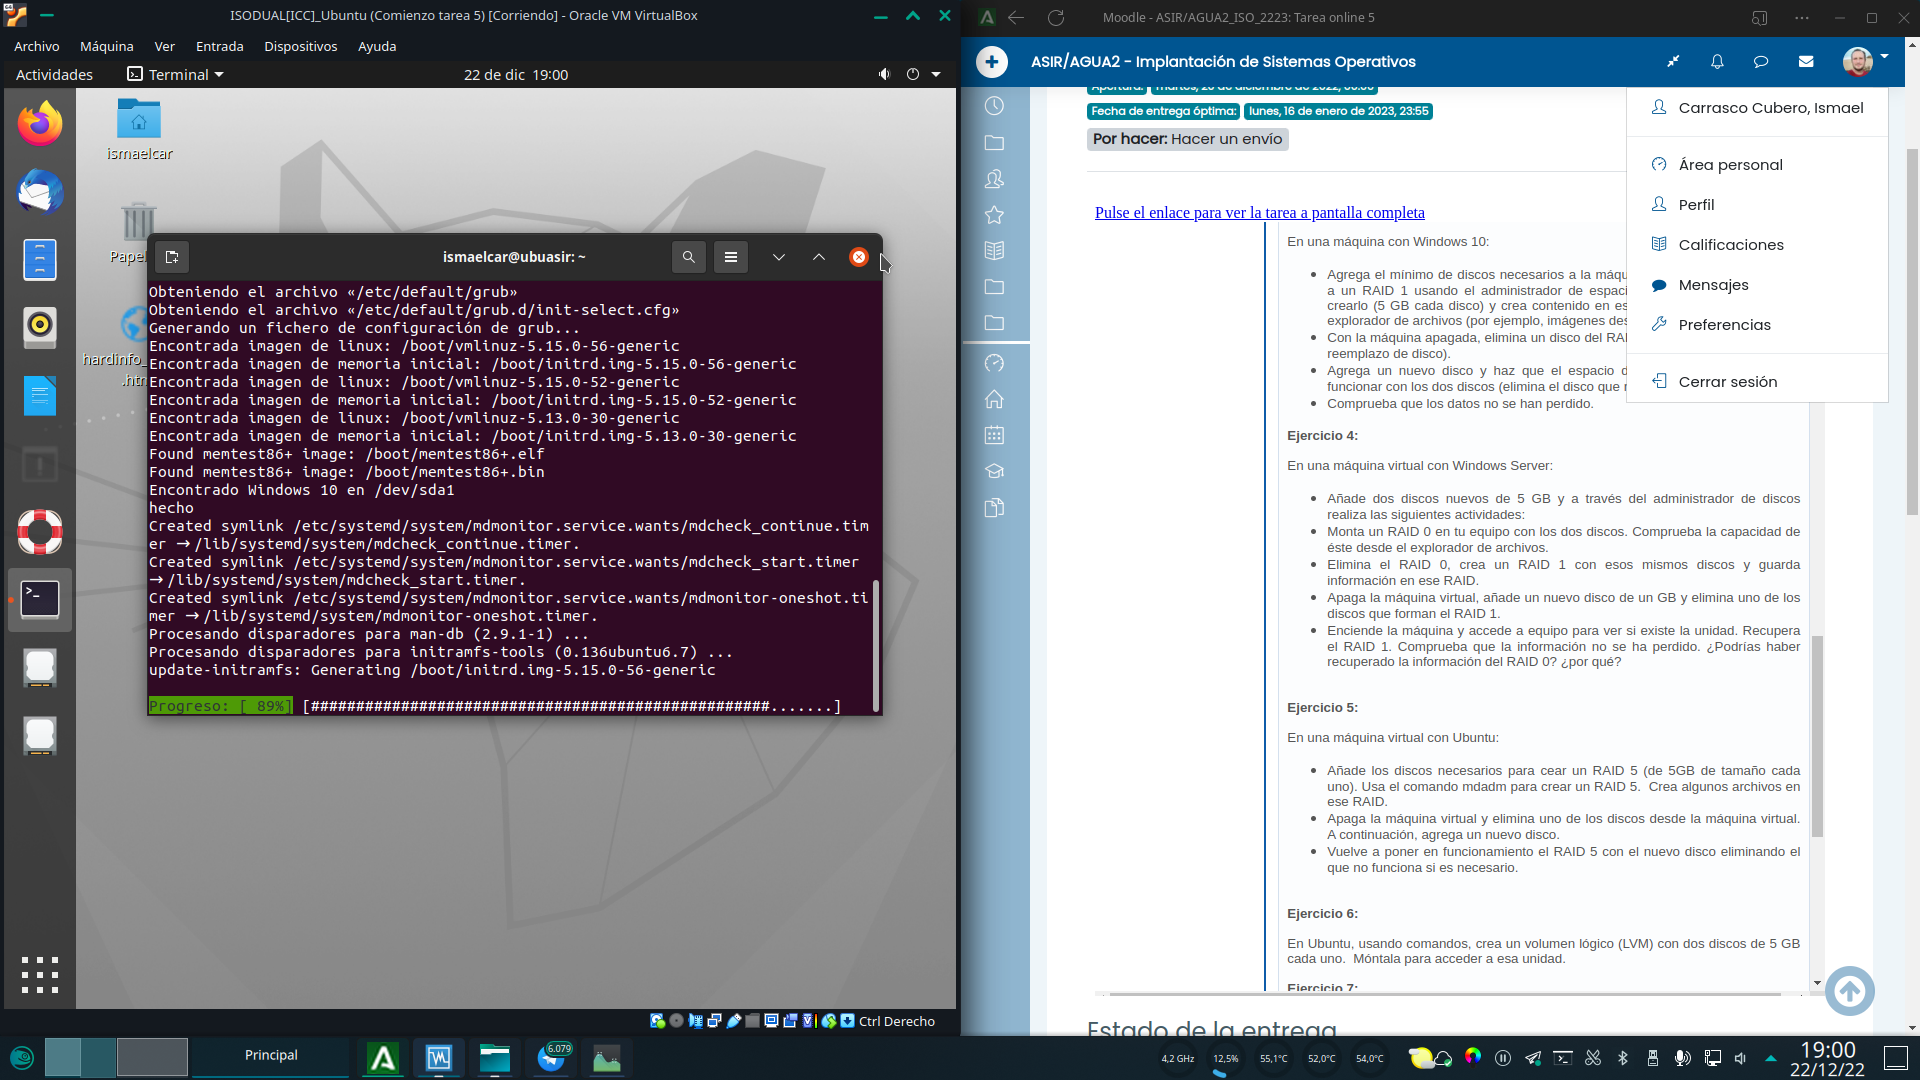 ISODUAL[ICC]_Ubuntu (Comienzo tarea 5) [Corriendo] - Oracle VM VirtualBox
Archivo Máquina Ver Entrada Dispositivos Ayuda
Actividades Terminal 22 de dic 19:00
ismaelcar
Papel
hardinfo_
.htm
ismaelcar@ubuasir: ~
Obteniendo el archivo «/etc/default/grub»
Obteniendo el archivo «/etc/default/grub.d/init-select.cfg»
Generando un fichero de configuración de grub...
Encontrada imagen de linux: /boot/vmlinuz-5.15.0-56-generic
Encontrada imagen de memoria inicial: /boot/initrd.img-5.15.0-56-generic
Encontrada imagen de linux: /boot/vmlinuz-5.15.0-52-generic
Encontrada imagen de memoria inicial: /boot/initrd.img-5.15.0-52-generic
Encontrada imagen de linux: /boot/vmlinuz-5.13.0-30-generic
Encontrada imagen de memoria inicial: /boot/initrd.img-5.13.0-30-generic
Found memtest86+ image: /boot/memtest86+.elf
Found memtest86+ image: /boot/memtest86+.bin
Encontrado Windows 10 en /dev/sda1
hecho
Created symlink /etc/systemd/system/mdmonitor.service.wants/mdcheck_continue.tim
er → /lib/systemd/system/mdcheck_continue.timer.
Created symlink /etc/systemd/system/mdmonitor.service.wants/mdcheck_start.timer
→ /lib/systemd/system/mdcheck_start.timer.
Created symlink /etc/systemd/system/mdmonitor.service.wants/mdmonitor-oneshot.ti
mer → /lib/systemd/system/mdmonitor-oneshot.timer.
Procesando disparadores para man-db (2.9.1-1) ...
Procesando disparadores para initramfs-tools (0.136ubuntu6.7) ...
update-initramfs: Generating /boot/initrd.img-5.15.0-56-generic
Progreso: [ 89%] [###################################################.......]
Ctrl Derecho
Moodle - ASIR/AGUA2_ISO_2223: Tarea online 5
ASIR/AGUA2 - Implantación de Sistemas Operativos
Fecha de entrega óptima: lunes, 16 de enero de 2023, 23:55
Por hacer: Hacer un envío
Carrasco Cubero, Ismael
Área personal
Perfil
Calificaciones
Mensajes
Preferencias
Cerrar sesión
Pulse el enlace para ver la tarea a pantalla completa
En una máquina con Windows 10:
Agrega el mínimo de discos necesarios a la máqu
a un RAID 1 usando el administrador de espaci
crearlo (5 GB cada disco) y crea contenido en es
explorador de archivos (por ejemplo, imágenes des
Con la máquina apagada, elimina un disco del RAI
reemplazo de disco).
Agrega un nuevo disco y haz que el espacio d
funcionar con los dos discos (elimina el disco que n
Comprueba que los datos no se han perdido.
Ejercicio 4:
En una máquina virtual con Windows Server:
Añade dos discos nuevos de 5 GB y a través del administrador de discos
realiza las siguientes actividades:
Monta un RAID 0 en tu equipo con los dos discos. Comprueba la capacidad de
éste desde el explorador de archivos.
Elimina el RAID 0, crea un RAID 1 con esos mismos discos y guarda
información en ese RAID.
Apaga la máquina virtual, añade un nuevo disco de un GB y elimina uno de los
discos que forman el RAID 1.
Enciende la máquina y accede a equipo para ver si existe la unidad. Recupera
el RAID 1. Comprueba que la información no se ha perdido. ¿Podrías haber
recuperado la información del RAID 0? ¿por qué?
Ejercicio 5:
En una máquina virtual con Ubuntu:
Añade los discos necesarios para cear un RAID 5 (de 5GB de tamaño cada
uno). Usa el comando mdadm para crear un RAID 5. Crea algunos archivos en
ese RAID.
Apaga la máquina virtual y elimina uno de los discos desde la máquina virtual.
A continuación, agrega un nuevo disco.
Vuelve a poner en funcionamiento el RAID 5 con el nuevo disco eliminando el
que no funciona si es necesario.
Ejercicio 6:
En Ubuntu, usando comandos, crea un volumen lógico (LVM) con dos discos de 5 GB
cada uno. Móntala para acceder a esa unidad.
Ejercicio 7:
Estado de la entrega
Principal
6.079
4,2 GHz 12,5% 55,1°C 52,0°C 54,0°C
19:00
22/12/22